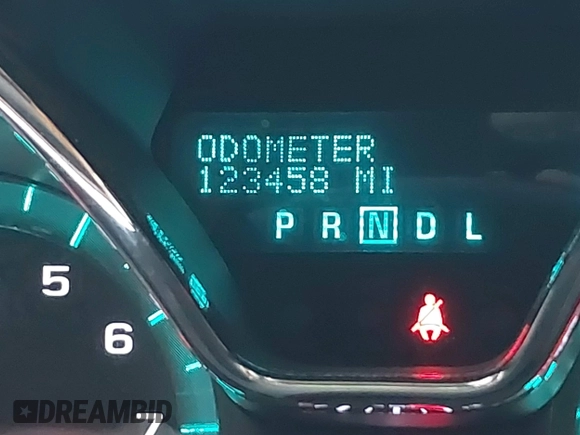 ODOMETER
123458 MI
P R N D L
5
6
DREAMBID